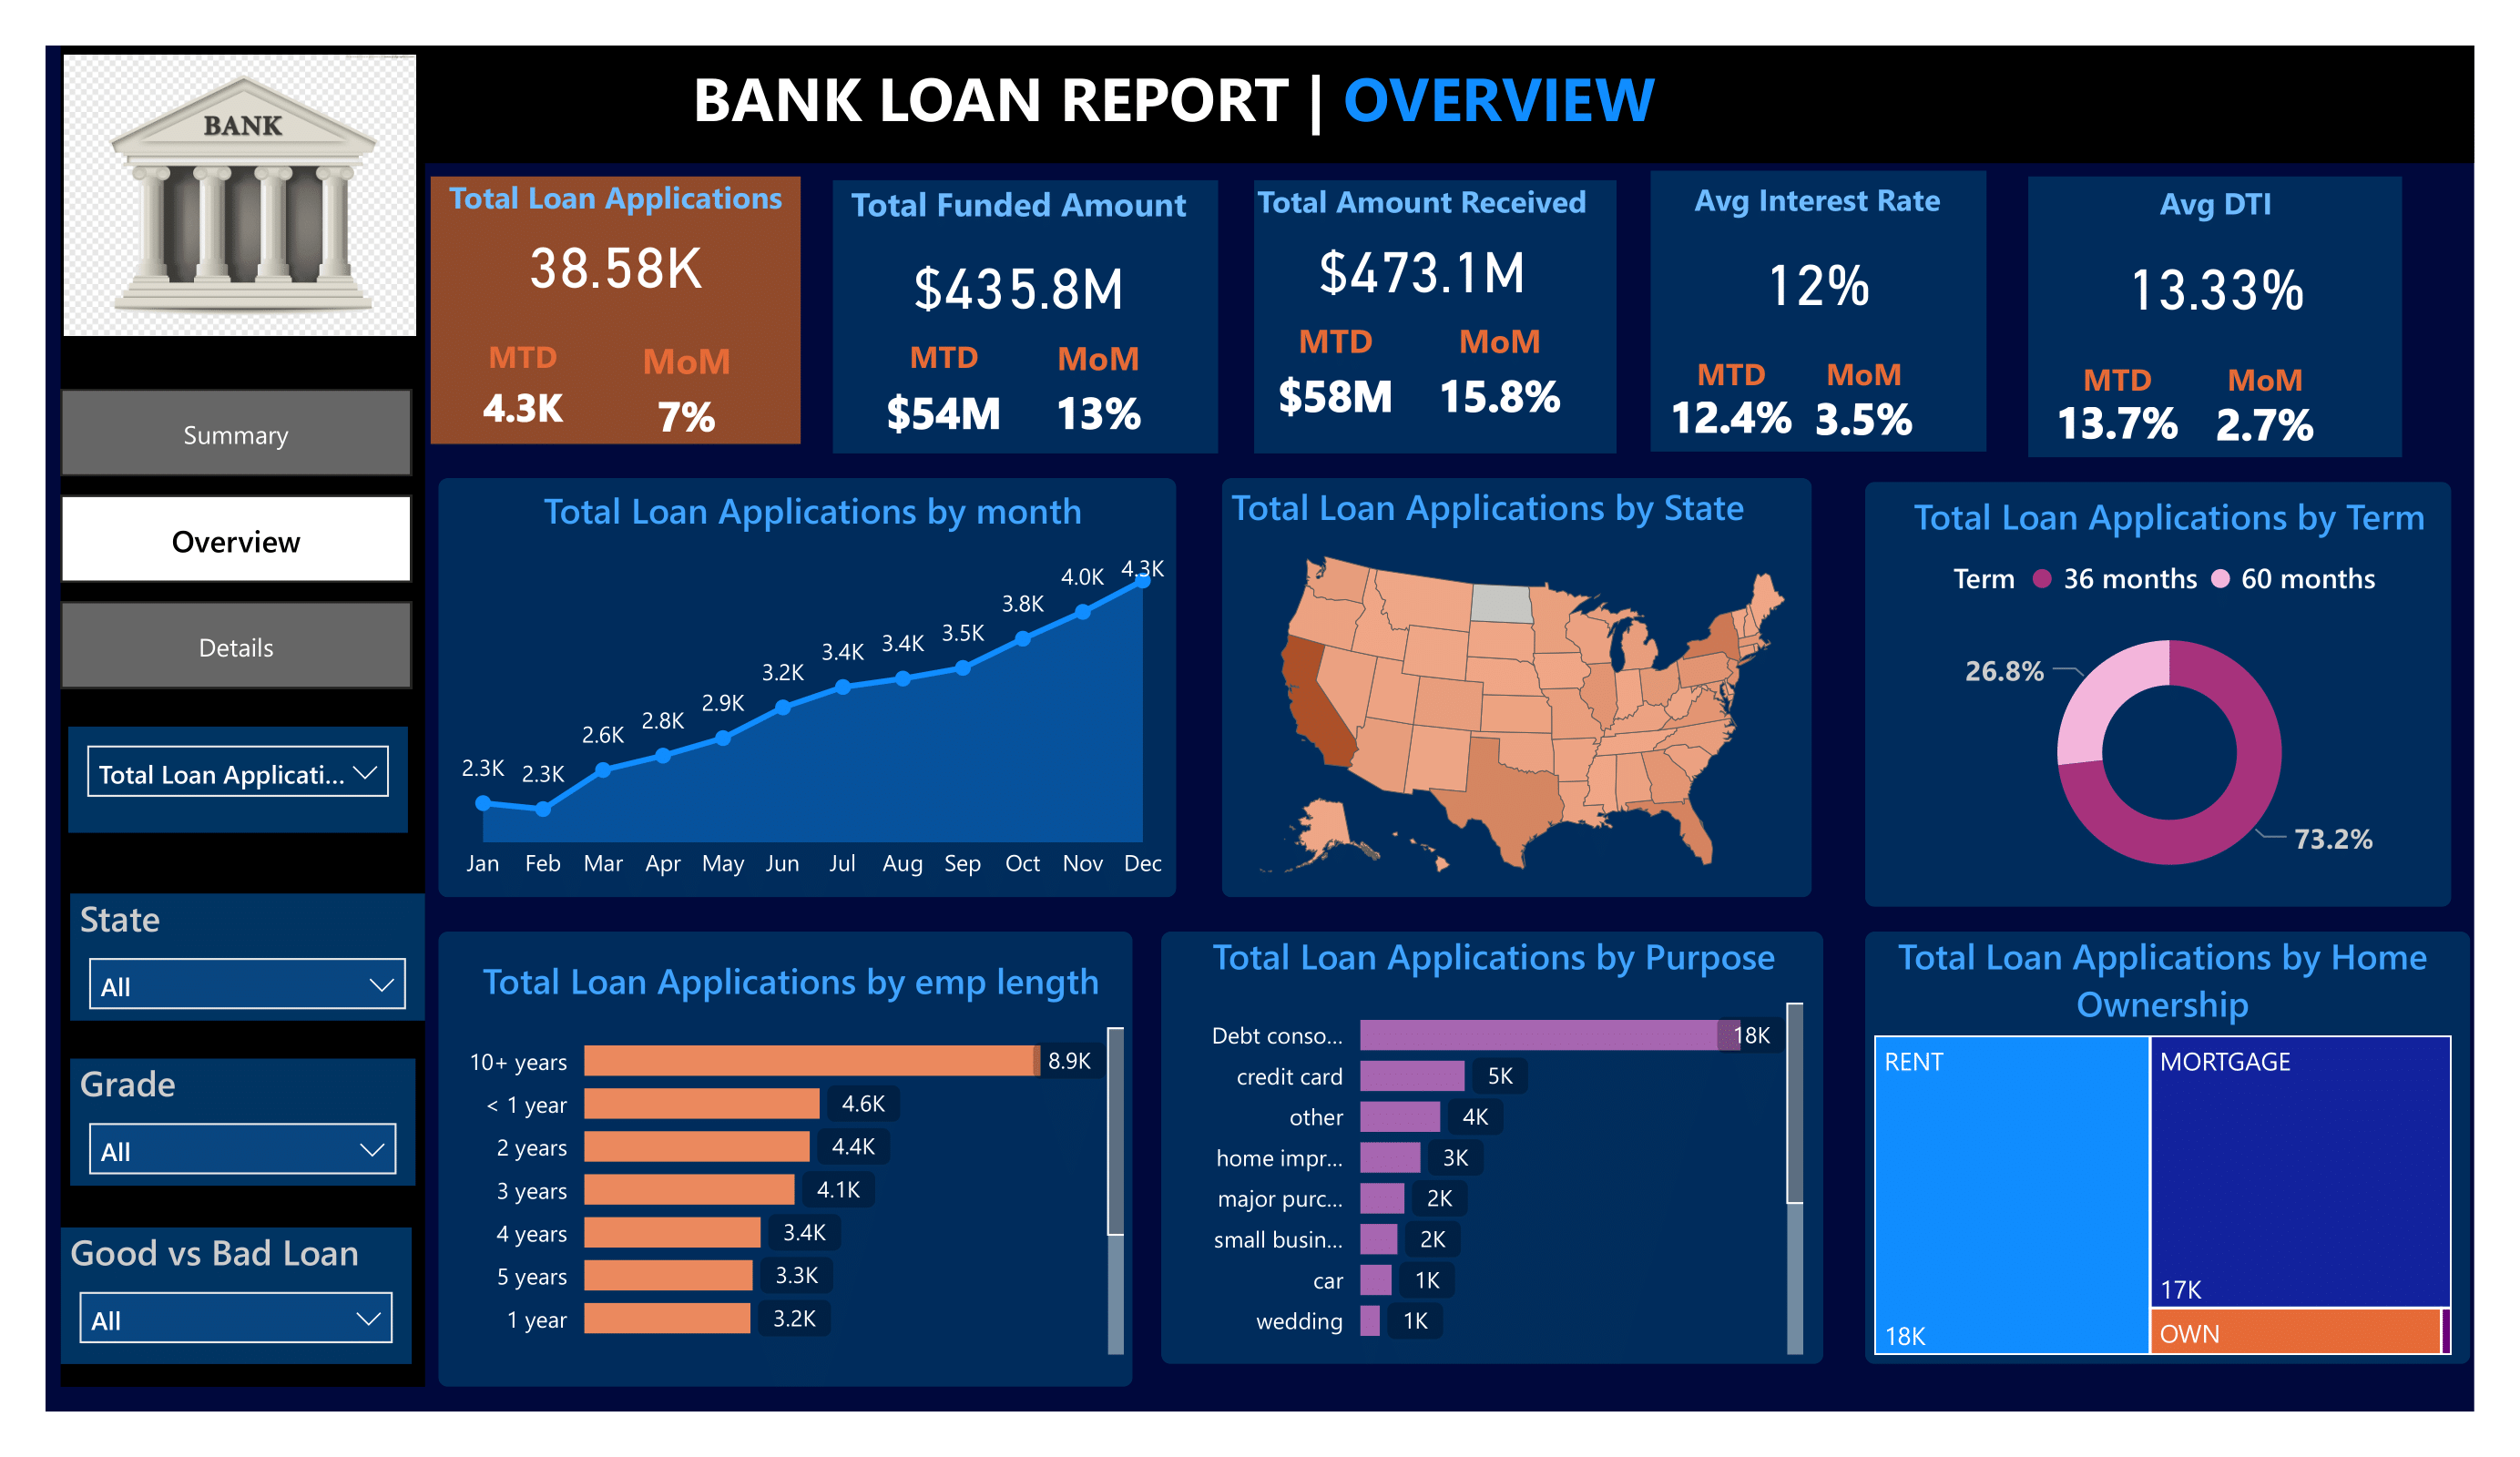 BANK
BANK LOAN REPORT | OVERVIEW
Total Loan Applications
38.58K
MTD MoM
4.3K 7%
Total Funded Amount
$435.8M
MTD MoM
$54M 13%
Total Amount Received
$473.1M
MTD MoM
$58M 15.8%
Avg Interest Rate
12%
MTD MoM
12.4% 3.5%
Avg DTI
13.33%
MTD MoM
13.7% 2.7%
Summary
Overview
Details
Total Loan Applicati...
State
All
Grade
All
Good vs Bad Loan
All
Total Loan Applications by month
2.3K 2.3K 2.6K 2.8K 2.9K 3.2K 3.4K 3.4K 3.5K 3.8K 4.0K 4.3K
Jan Feb Mar Apr May Jun Jul Aug Sep Oct Nov Dec
Total Loan Applications by State
Total Loan Applications by Term
Term 36 months 60 months
26.8%
73.2%
Total Loan Applications by emp length
10+ years 8.9K
< 1 year 4.6K
2 years 4.4K
3 years 4.1K
4 years 3.4K
5 years 3.3K
1 year 3.2K
Total Loan Applications by Purpose
Debt conso... 18K
credit card 5K
other 4K
home impr... 3K
major purc... 2K
small busin... 2K
car 1K
wedding 1K
Total Loan Applications by Home
Ownership
RENT
18K
MORTGAGE
17K
OWN